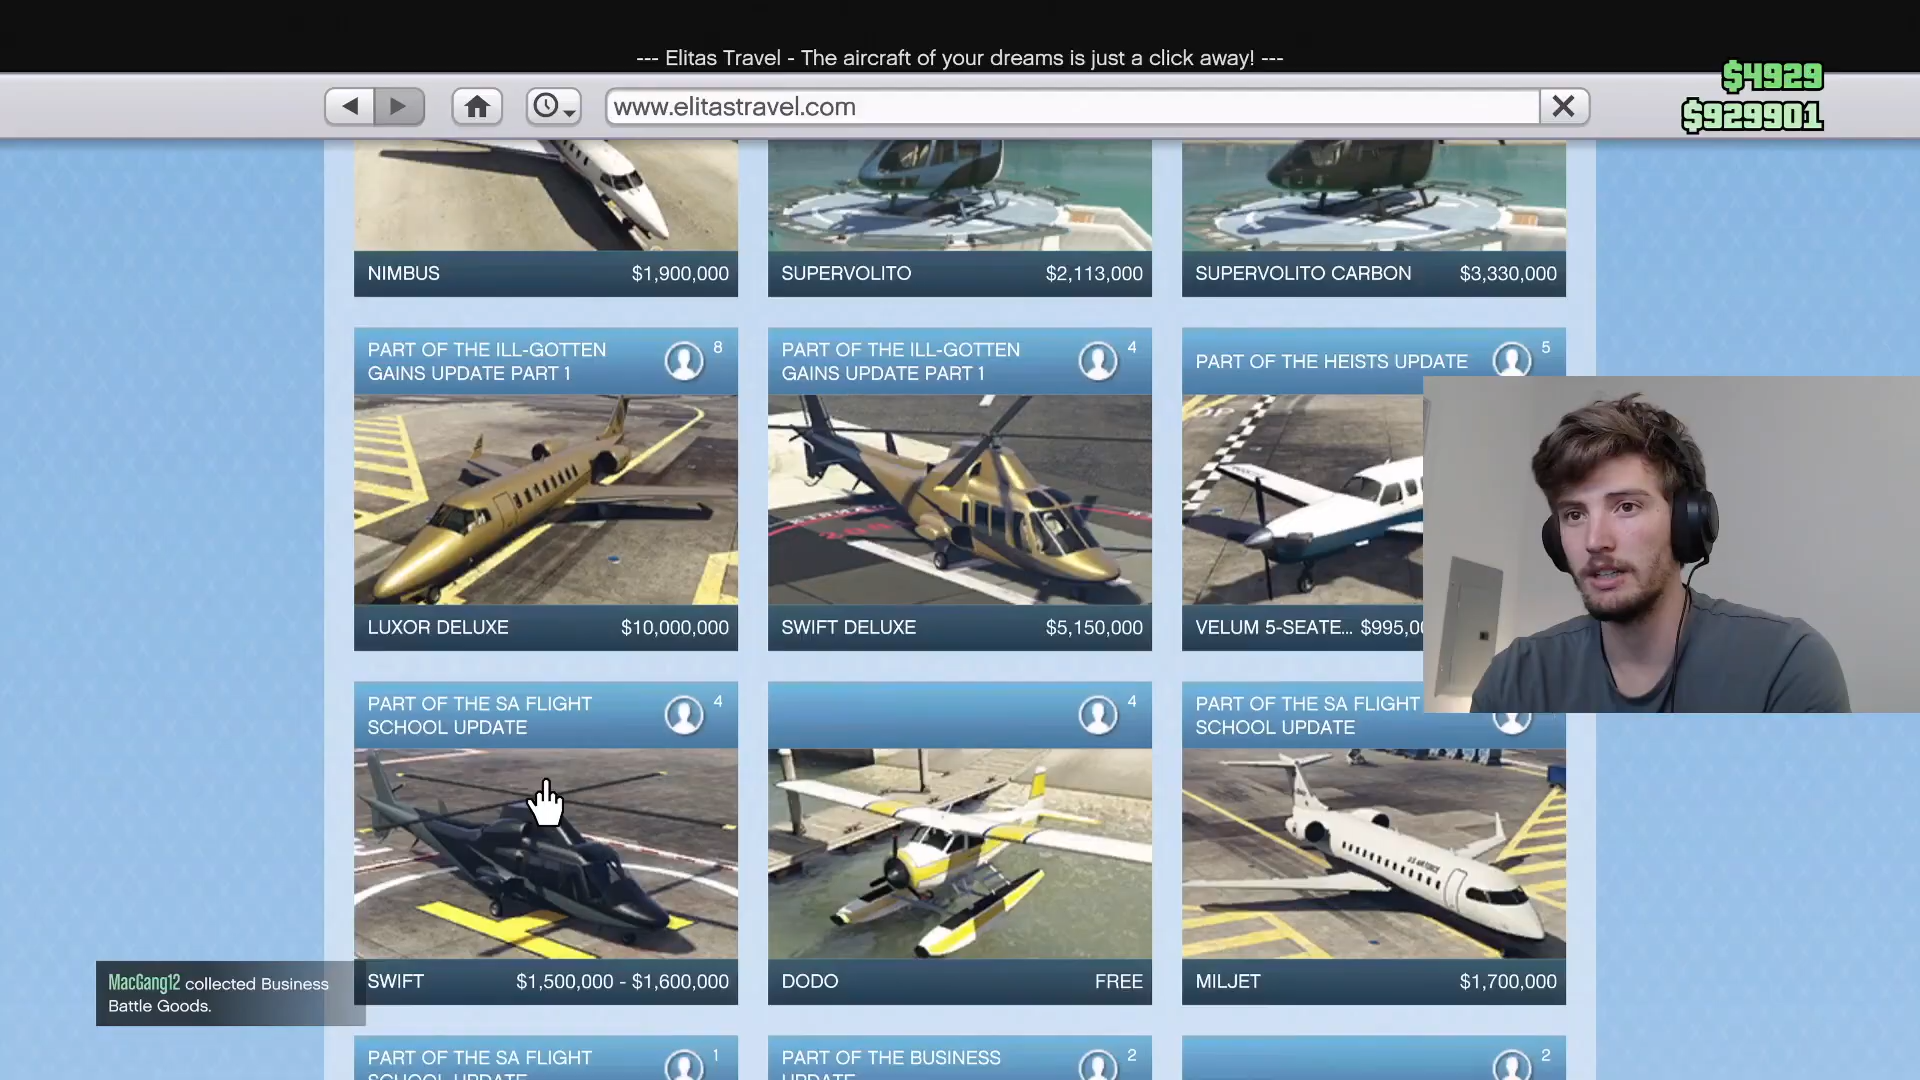 --- Elitas Travel - The aircraft of your dreams is just a click away! ---
www.elitastravel.com
$4929
$929901
NIMBUS $1,900,000
SUPERVOLITO $2,113,000
SUPERVOLITO CARBON $3,330,000
PART OF THE ILL-GOTTEN
GAINS UPDATE PART 1
8
PART OF THE ILL-GOTTEN
GAINS UPDATE PART 1
4
PART OF THE HEISTS UPDATE
5
LUXOR DELUXE $10,000,000
SWIFT DELUXE $5,150,000
VELUM 5-SEATE... $995,0
PART OF THE SA FLIGHT
SCHOOL UPDATE
4
4
PART OF THE SA FLIGHT
SCHOOL UPDATE
SWIFT $1,500,000 - $1,600,000
DODO FREE
MILJET $1,700,000
MacGang12 collected Business
Battle Goods.
PART OF THE SA FLIGHT
SCHOOL UPDATE
1
PART OF THE BUSINESS
UPDATE
2
2